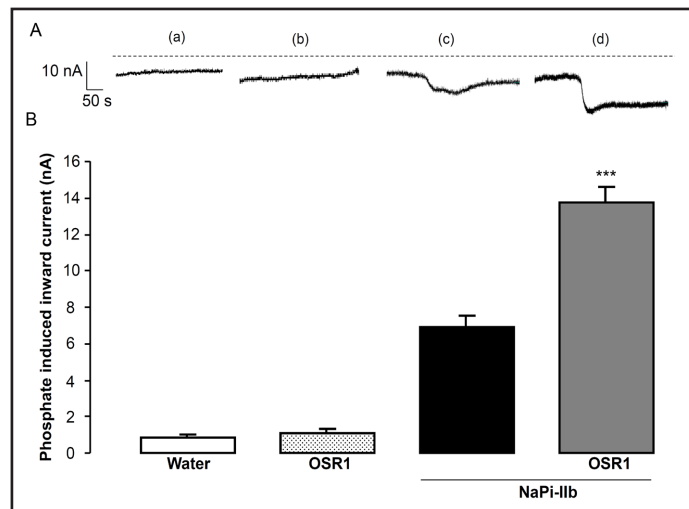 A
(a) (b) (c) (d)
10 nA
50 s
B
Phosphate induced inward current (nA)
16
14
12
10
8
6
4
2
0
***
Water OSR1 OSR1
NaPi-IIb